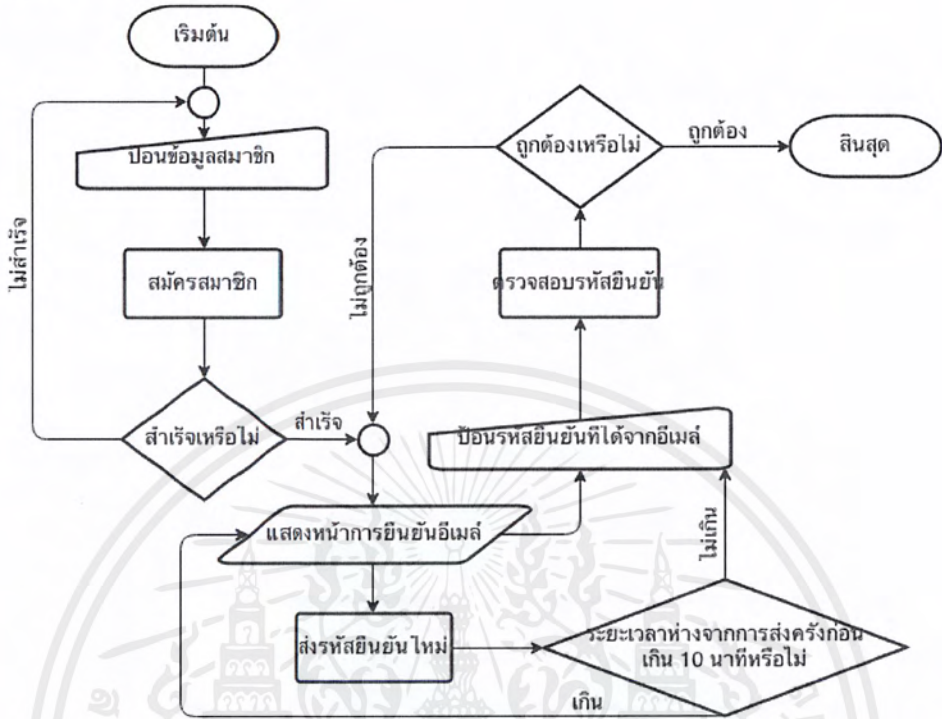 เริ่มต้น
ป้อนข้อมูลสมาชิก
สมัครสมาชิก
สำเร็จหรือไม่
ไม่สำเร็จ
สำเร็จ
ถูกต้องหรือไม่
ถูกต้อง
สิ้นสุด
ไม่ถูกต้อง
ตรวจสอบรหัสยืนยัน
ป้อนรหัสยืนยันที่ได้จากอีเมล์
แสดงหน้าการยืนยันอีเมล์
ส่งรหัสยืนยันใหม่
ไม่เกิน
ระยะเวลาห่างจากการส่งครั้งก่อน
เกิน 10 นาทีหรือไม่
เกิน